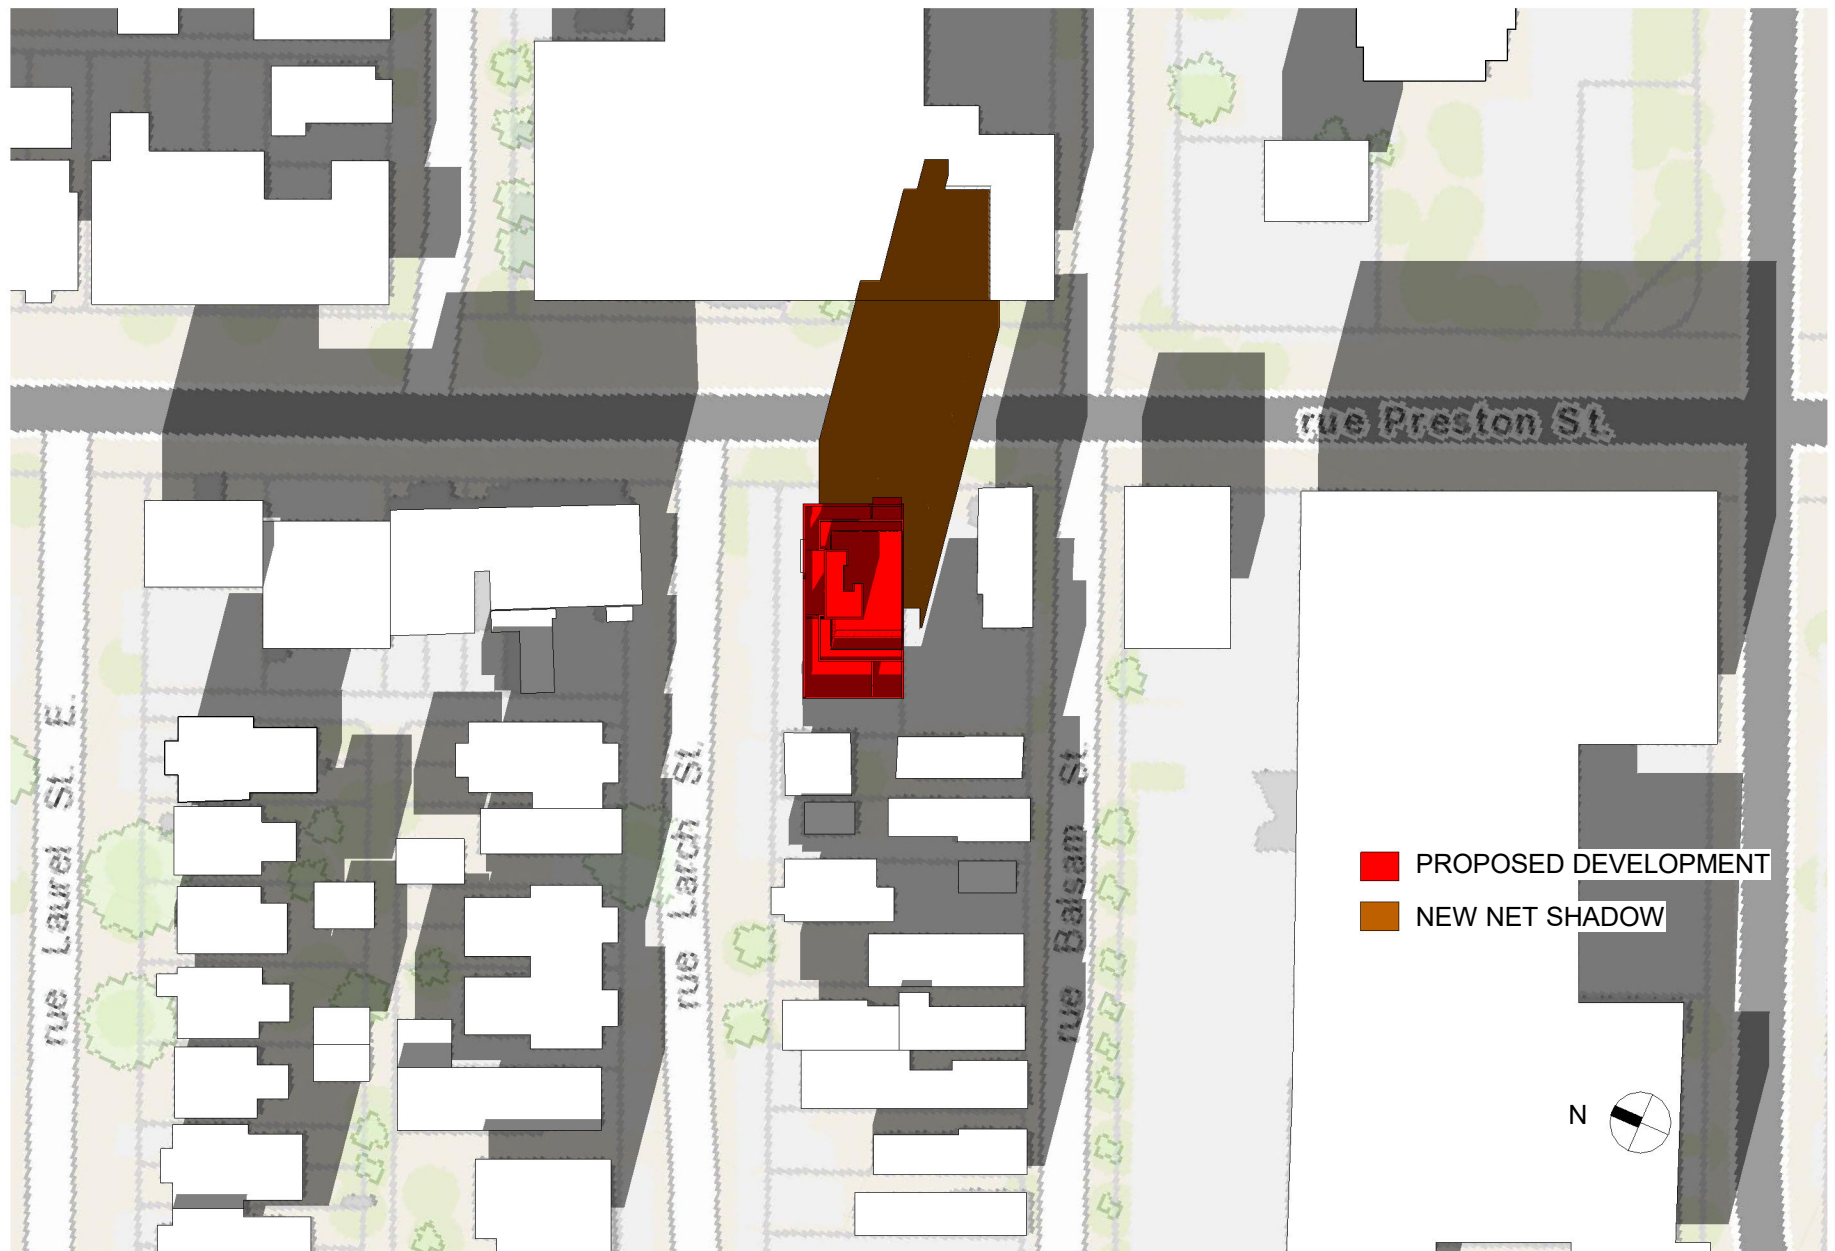 rue Preston St.
rue Laurel St. E.
rue Larch St.
rue Balsam St.
PROPOSED DEVELOPMENT
NEW NET SHADOW
N